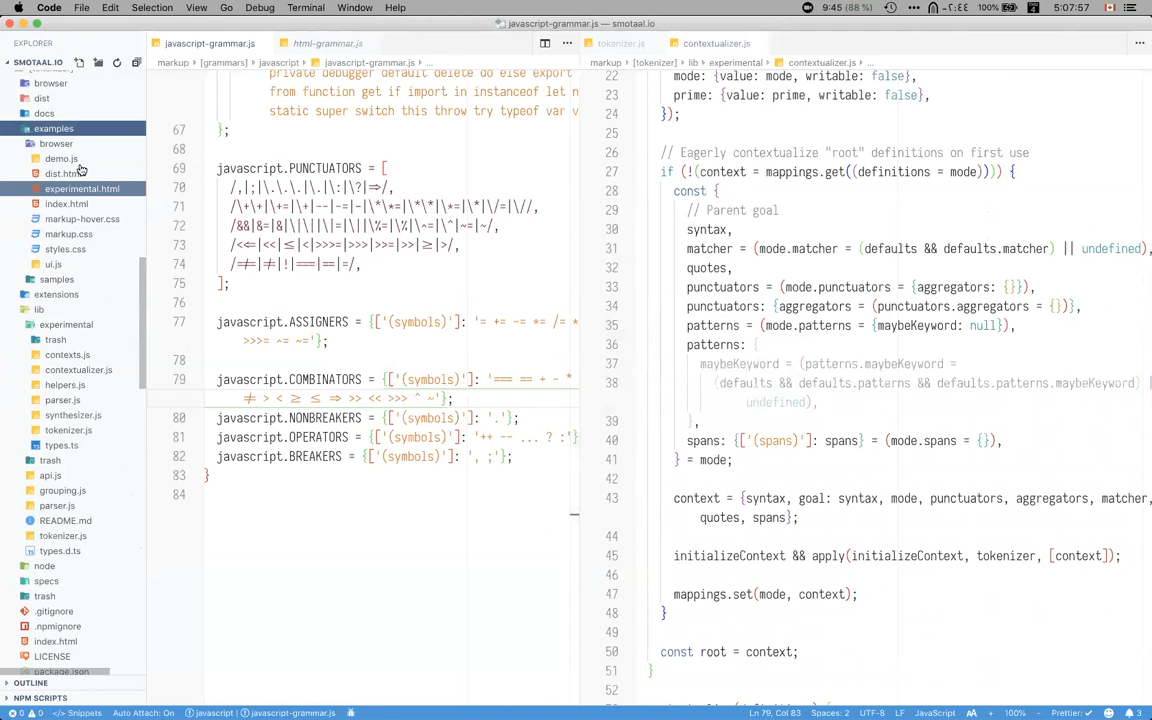 Code File Edit Selection View Go Debug Terminal Window Help
9:45 (88 %) 100% 5:07:57
javascript-grammar.js — smotaal.io
EXPLORER
SMOTAAL.IO
browser
dist
docs
examples
browser
demo.js
dist.html
experimental.html
index.html
markup-hover.css
markup.css
styles.css
ui.js
samples
extensions
lib
experimental
trash
contexts.js
contextualizer.js
helpers.js
parser.js
synthesizer.js
tokenizer.js
types.ts
trash
api.js
grouping.js
parser.js
README.md
tokenizer.js
types.d.ts
node
specs
trash
.gitignore
.npmignore
index.html
LICENSE
package.json
OUTLINE
NPM SCRIPTS
javascript-grammar.js html-grammar.js
markup › [grammars] › javascript › javascript-grammar.js › ...
private debugger default delete do else export
from function get if import in instanceof let n
static super switch this throw try typeof var v
67 };
68
69 javascript.PUNCTUATORS = [
70 /,|;|\.\.\.|\.|\:|\?|=>/,
71 /\+\+|\+=|\+|--|-=|-|\*\*=|\*\*|\*=|\*|\/=|\//,
72 /&&|&=|&|\|\||\|=|\||\%=|\%|\^=|\^|~=|~/,
73 /<<=|<<|<=|<|>>>=|>>>|>>=|>>|>=|>/,
74 /!==|!=|!|===|==|=/,
75 ];
76
77 javascript.ASSIGNERS = {['(symbols)']: '= += -= *= /= *
>>>= ^= ~='};
78
79 javascript.COMBINATORS = {['(symbols)']: '=== == + - *
!= > < >= <= => >> << >>> ^ ~'};
80 javascript.NONBREAKERS = {['(symbols)']: '.'};
81 javascript.OPERATORS = {['(symbols)']: '++ -- ... ? :'}
82 javascript.BREAKERS = {['(symbols)']: ', ;'};
83 }
84
tokenizer.js contextualizer.js
markup › [tokenizer] › lib › experimental › contextualizer.js › ...
22 mode: {value: mode, writable: false},
23 prime: {value: prime, writable: false},
24 });
25
26 // Eagerly contextualize "root" definitions on first use
27 if (!(context = mappings.get((definitions = mode)))) {
28 const {
29 // Parent goal
30 syntax,
31 matcher = (mode.matcher = (defaults && defaults.matcher) || undefined),
32 quotes,
33 punctuators = (mode.punctuators = {aggregators: {}}),
34 punctuators: {aggregators = (punctuators.aggregators = {})},
35 patterns = (mode.patterns = {maybeKeyword: null}),
36 patterns: {
37 maybeKeyword = (patterns.maybeKeyword =
38 (defaults && defaults.patterns && defaults.patterns.maybeKeyword) ||
undefined),
39 },
40 spans: {['(spans)']: spans} = (mode.spans = {}),
41 } = mode;
42
43 context = {syntax, goal: syntax, mode, punctuators, aggregators, matcher,
quotes, spans};
44
45 initializeContext && apply(initializeContext, tokenizer, [context]);
46
47 mappings.set(mode, context);
48 }
49
50 const root = context;
51 }
52
0 0 </> Snippets Auto Attach: On javascript | javascript-grammar.js
Ln 79, Col 83 Spaces: 2 UTF-8 LF JavaScript AA 100% - Prettier: ✓ 3